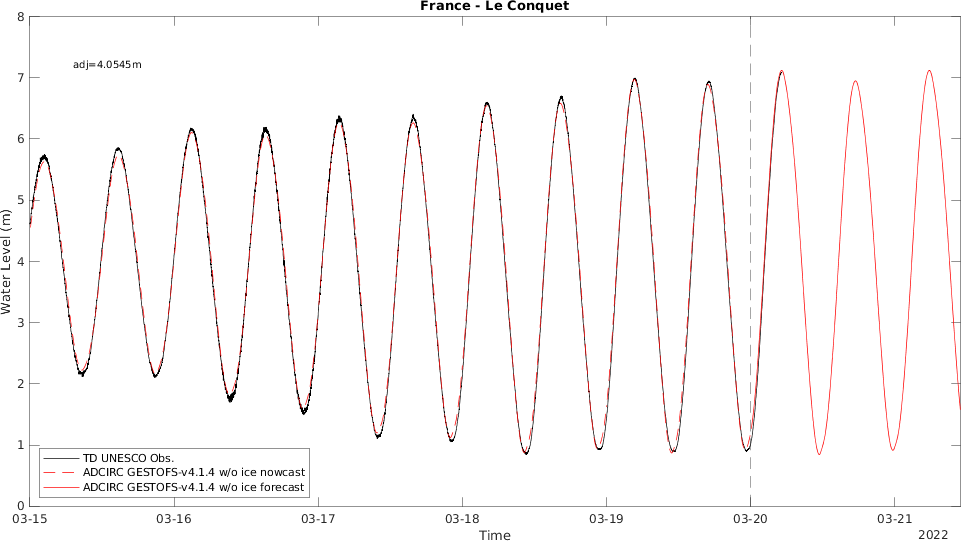 France - Le Conquet
adj=4.0545m
8
7
6
5
4
3
2
1
0
Water Level (m)
TD UNESCO Obs.
ADCIRC GESTOFS-v4.1.4 w/o ice nowcast
ADCIRC GESTOFS-v4.1.4 w/o ice forecast
03-15 03-16 03-17 03-18 03-19 03-20 03-21
Time
2022